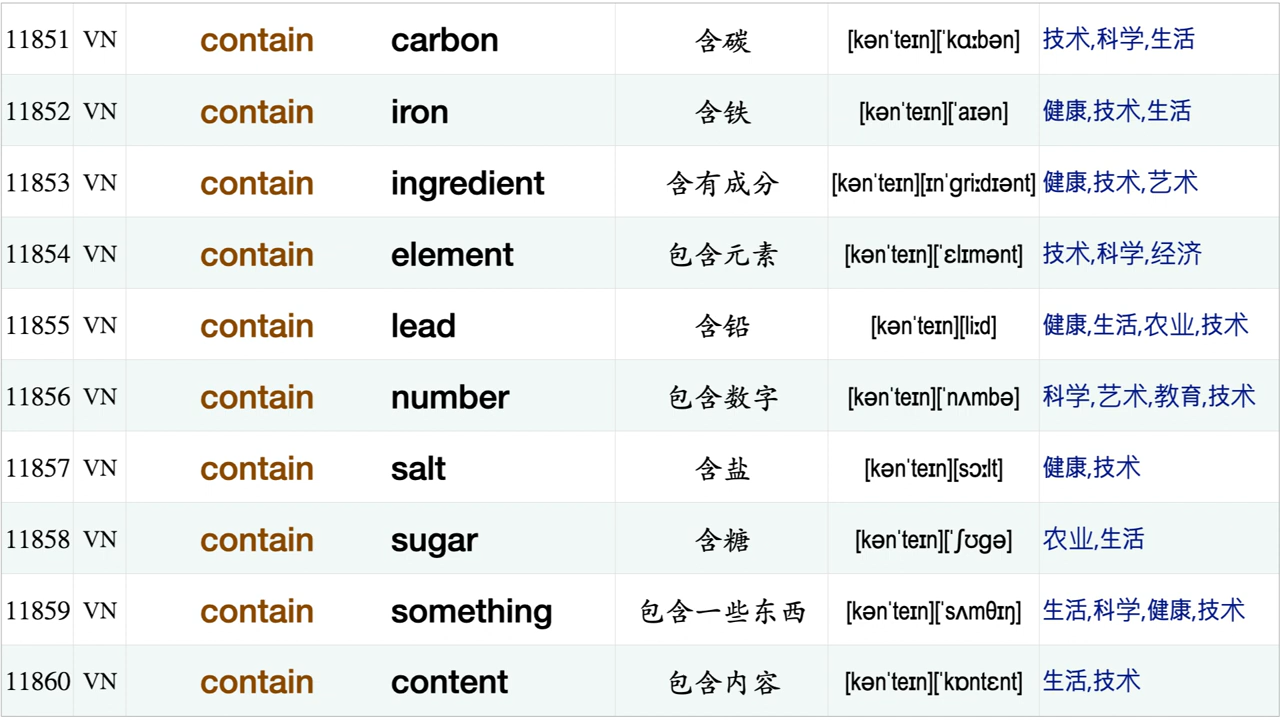 11851 VN contain carbon 含碳 [kənˈteɪn][ˈkɑːbən] 技术,科学,生活
11852 VN contain iron 含铁 [kənˈteɪn][ˈaɪən] 健康,技术,生活
11853 VN contain ingredient 含有成分 [kənˈteɪn][ɪnˈɡriːdɪənt] 健康,技术,艺术
11854 VN contain element 包含元素 [kənˈteɪn][ˈɛlɪmənt] 技术,科学,经济
11855 VN contain lead 含铅 [kənˈteɪn][liːd] 健康,生活,农业,技术
11856 VN contain number 包含数字 [kənˈteɪn][ˈnʌmbə] 科学,艺术,教育,技术
11857 VN contain salt 含盐 [kənˈteɪn][sɔːlt] 健康,技术
11858 VN contain sugar 含糖 [kənˈteɪn][ˈʃʊɡə] 农业,生活
11859 VN contain something 包含一些东西 [kənˈteɪn][ˈsʌmθɪŋ] 生活,科学,健康,技术
11860 VN contain content 包含内容 [kənˈteɪn][ˈkɒntɛnt] 生活,技术